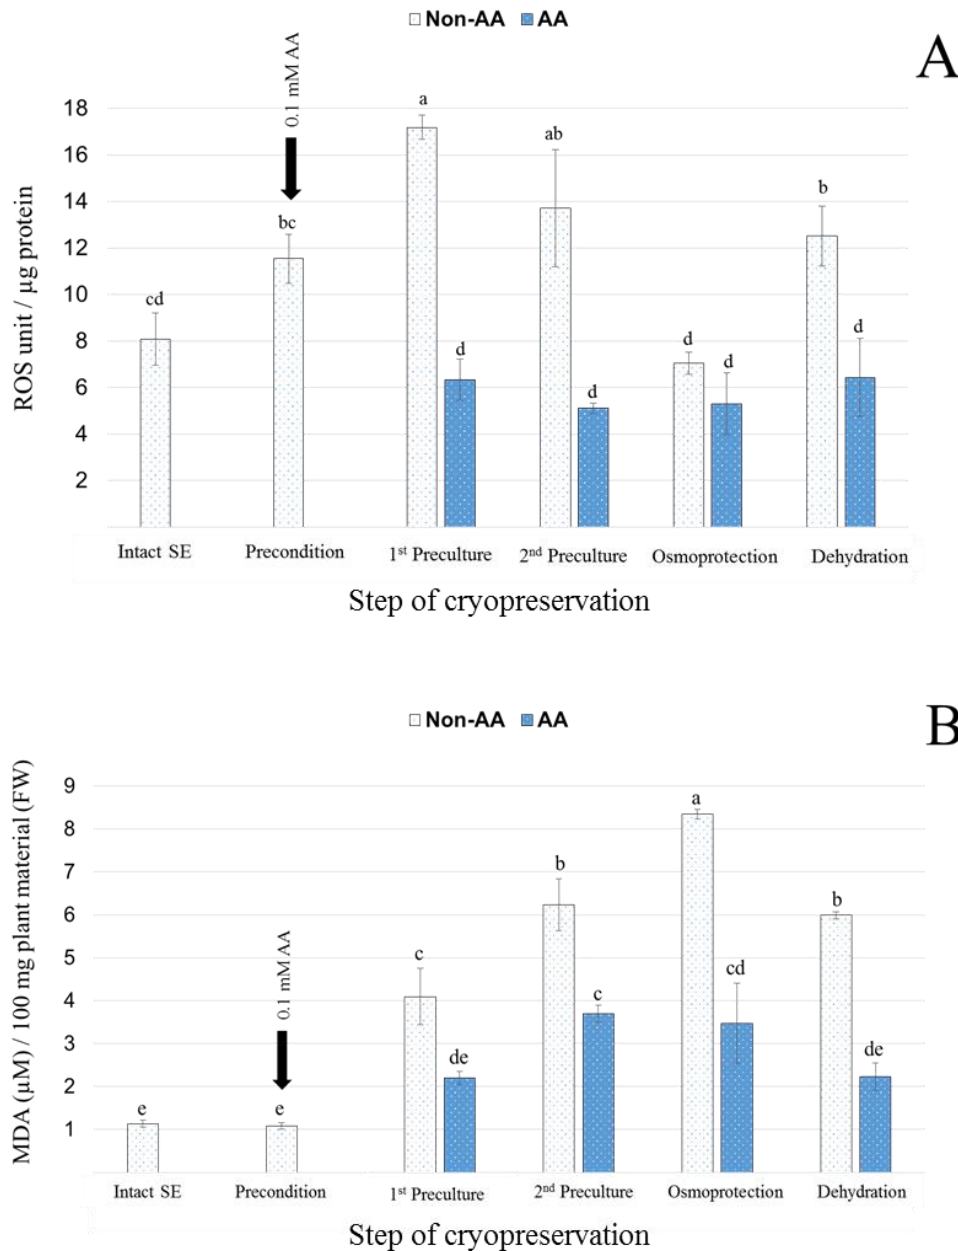 Non-AA AA
A
0.1 mM AA
ROS unit / µg protein
18
16
14
12
10
8
6
4
2
cd
bc
a
d
ab
d
d
d
b
d
Intact SE Precondition 1st Preculture 2nd Preculture Osmoprotection Dehydration
Step of cryopreservation
Non-AA AA
B
0.1 mM AA
MDA (µM) / 100 mg plant material (FW)
9
8
7
6
5
4
3
2
1
e
e
c
de
b
c
a
cd
b
de
Intact SE Precondition 1st Preculture 2nd Preculture Osmoprotection Dehydration
Step of cryopreservation